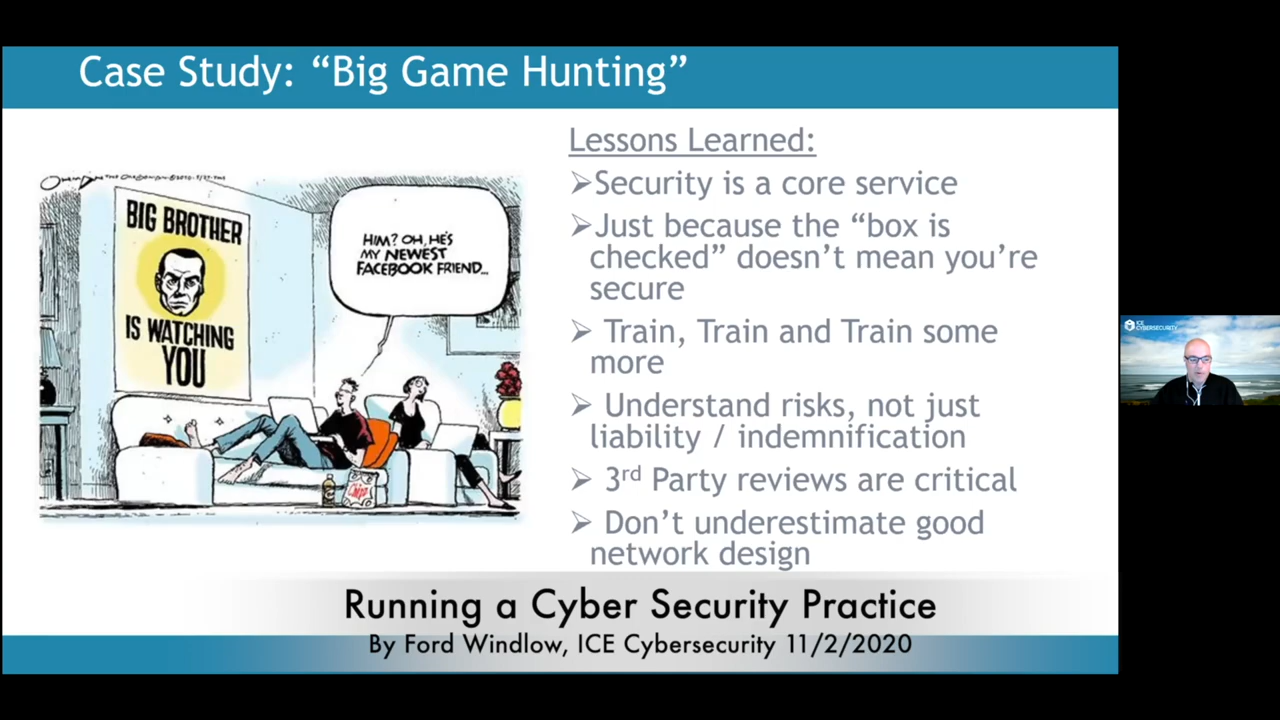 Case Study: “Big Game Hunting”
BIG BROTHER
IS WATCHING
YOU
HIM? OH, HE'S
MY NEWEST
FACEBOOK FRIEND...
Chips
Lessons Learned:
➢Security is a core service
➢Just because the “box is
checked” doesn’t mean you’re
secure
➢ Train, Train and Train some
more
➢ Understand risks, not just
liability / indemnification
➢ 3rd Party reviews are critical
➢ Don’t underestimate good
network design
ICE
CYBERSECURITY
Running a Cyber Security Practice
By Ford Windlow, ICE Cybersecurity 11/2/2020